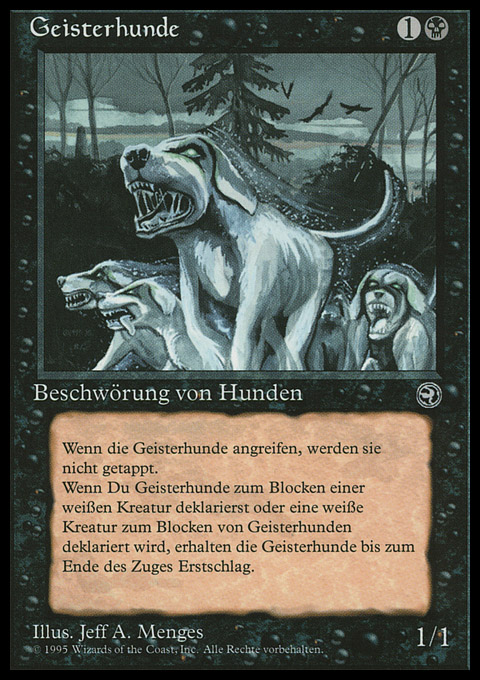 Geisterhunde 1
Beschwörung von Hunden
Wenn die Geisterhunde angreifen, werden sie
nicht getappt.
Wenn Du Geisterhunde zum Blocken einer
weißen Kreatur deklarierst oder eine weiße
Kreatur zum Blocken von Geisterhunden
deklariert wird, erhalten die Geisterhunde bis zum
Ende des Zuges Erstschlag.
Illus. Jeff A. Menges
1/1
© 1995 Wizards of the Coast, Inc. Alle Rechte vorbehalten.